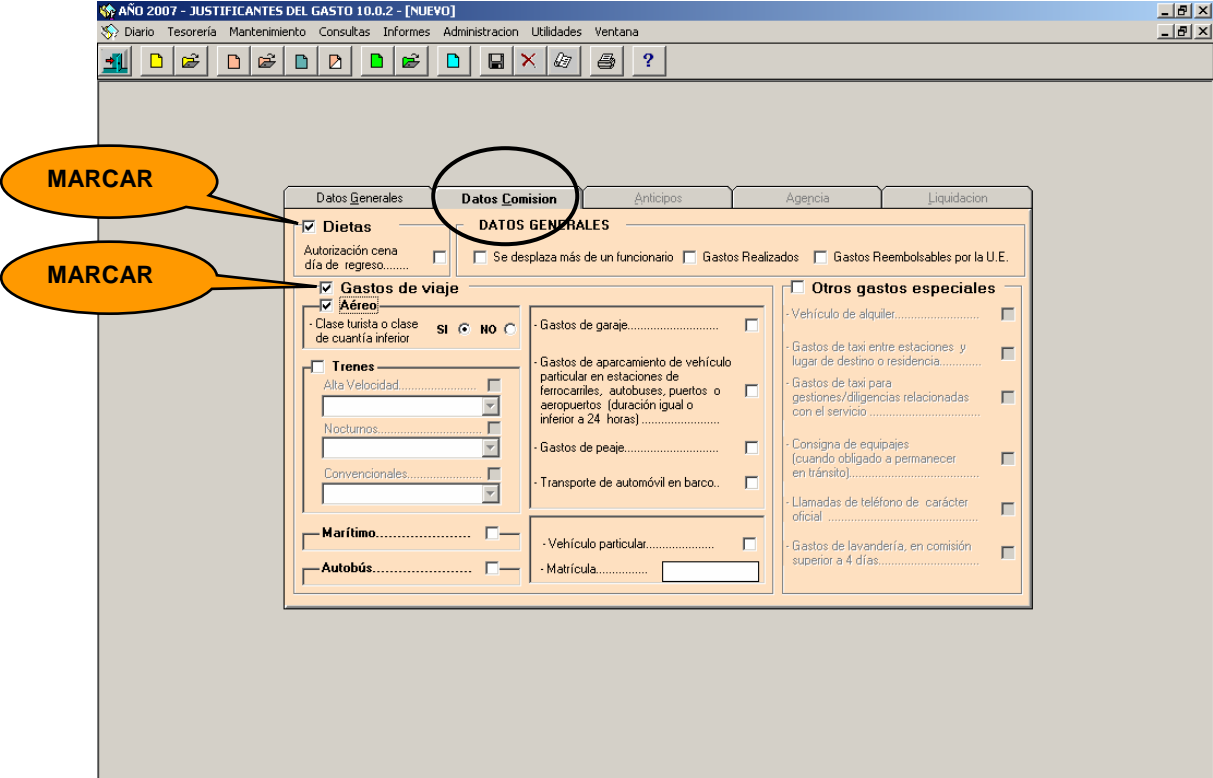 AÑO 2007 - JUSTIFICANTES DEL GASTO 10.0.2 - [NUEVO]
Diario Tesorería Mantenimiento Consultas Informes Administracion Utilidades Ventana
?
MARCAR
MARCAR
Datos Generales
Datos Comision
Anticipos
Agencia
Liquidacion
Dietas
Autorización cena
día de regreso........
DATOS GENERALES
Se desplaza más de un funcionario
Gastos Realizados
Gastos Reembolsables por la U.E.
Gastos de viaje
Aéreo
- Clase turista o clase
de cuantía inferior
SI
NO
Trenes
Alta Velocidad........................
Nocturnos................................
Convencionales.......................
Marítimo.......................
Autobús........................
- Gastos de garaje...........................
- Gastos de aparcamiento de vehículo
particular en estaciones de
ferrocarriles, autobuses, puertos o
aeropuertos (duración igual o
inferior a 24 horas) .......................
- Gastos de peaje............................
- Transporte de automóvil en barco..
- Vehículo particular.....................
- Matrícula................
Otros gastos especiales
- Vehículo de alquiler.........................
- Gastos de taxi entre estaciones y
lugar de destino o residencia.............
- Gastos de taxi para
gestiones/diligencias relacionadas
con el servicio .................................
- Consigna de equipajes
(cuando obligado a permanecer
en tránsito).......................................
- Llamadas de teléfono de carácter
oficial .............................................
- Gastos de lavandería, en comisión
superior a 4 días..............................